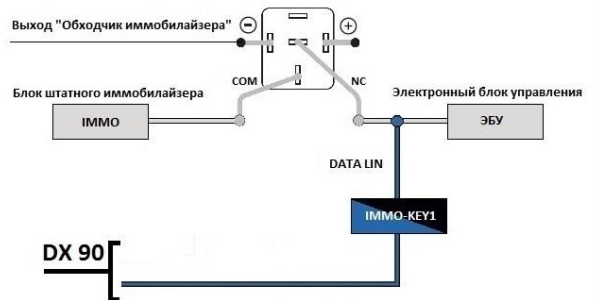 Выход "Обходчик иммобилайзера"
−
+
COM
NC
Блок штатного иммобилайзера
Электронный блок управления
IMMO
ЭБУ
DATA LIN
IMMO-KEY1
DX 90